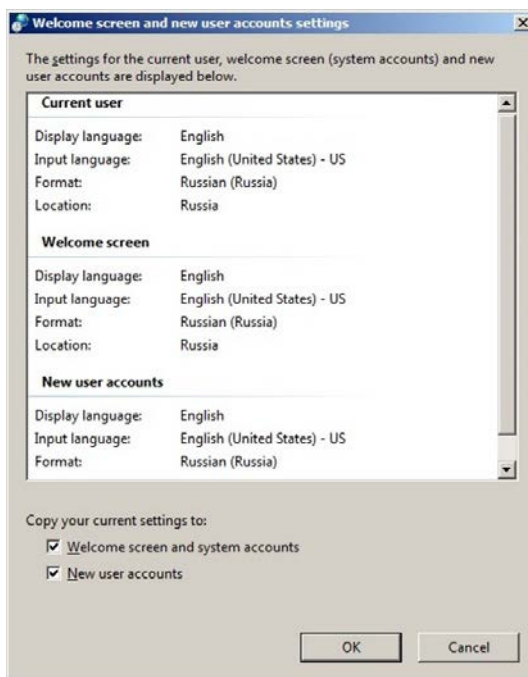 Welcome screen and new user accounts settings
The settings for the current user, welcome screen (system accounts) and new
user accounts are displayed below.
Current user
Display language: English
Input language: English (United States) - US
Format: Russian (Russia)
Location: Russia
Welcome screen
Display language: English
Input language: English (United States) - US
Format: Russian (Russia)
Location: Russia
New user accounts
Display language: English
Input language: English (United States) - US
Format: Russian (Russia)
Copy your current settings to:
Welcome screen and system accounts
New user accounts
OK Cancel